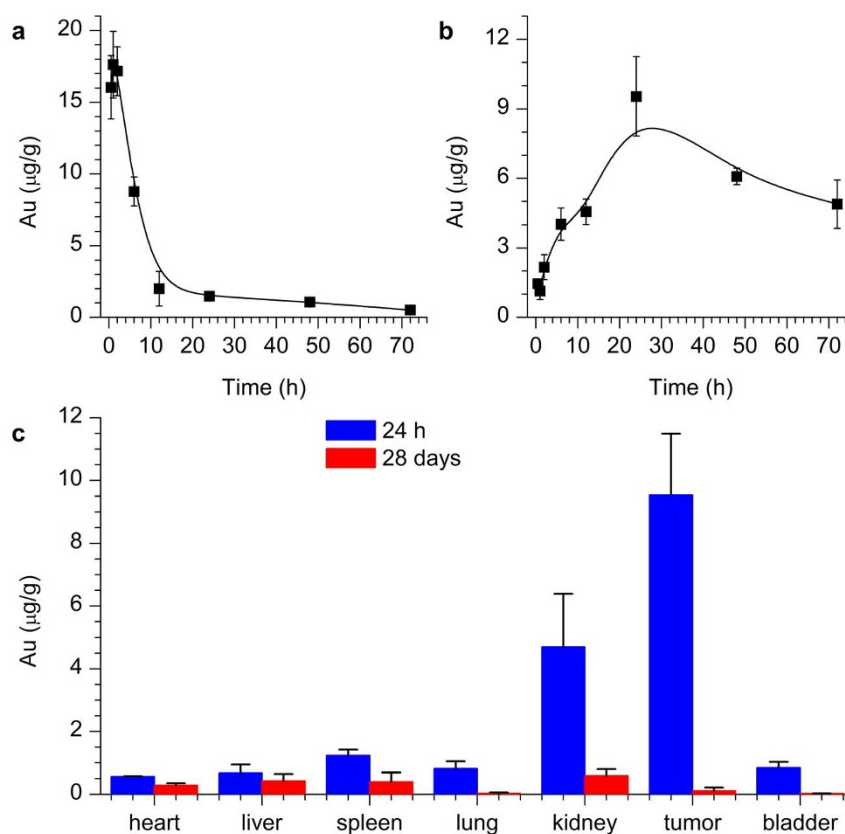 a
20
15
10
5
0
Au (μg/g)
0 10 20 30 40 50 60 70
Time (h)
b
12
9
6
3
0
Au (μg/g)
0 10 20 30 40 50 60 70
Time (h)
c
24 h
28 days
12
10
8
6
4
2
0
Au (μg/g)
heart liver spleen lung kidney tumor bladder